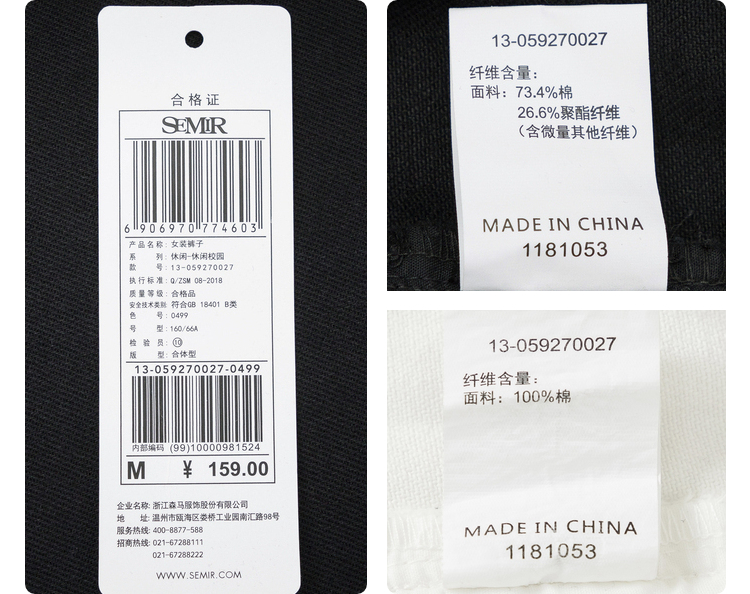 合格证
SEMIR
6 906970 774603
产品名称: 女装裤子
系 列: 休闲-休闲校园
款 号: 13-059270027
执行标准: Q/ZSM 08-2018
质量等级: 合格品
安全技术类别: 符合GB 18401 B类
色 号: 0499
号 型: 160/66A
检 验 员: ⑩
版 型: 合体型
13-059270027-0499
内部编码 (99)10000981524
M ¥ 159.00
企业名称: 浙江森马服饰股份有限公司
地 址: 温州市瓯海区娄桥工业园南汇路98号
服务热线: 400-8877-588
招商热线: 021-67288111
021-67288222
WWW.SEMIR.COM
13-059270027
纤维含量:
面料: 73.4%棉
26.6%聚酯纤维
(含微量其他纤维)
MADE IN CHINA
1181053
13-059270027
纤维含量:
面料: 100%棉
MADE IN CHINA
1181053